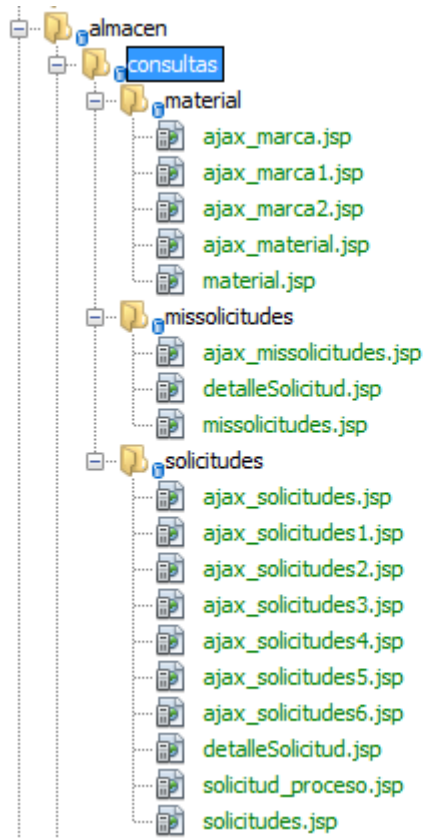 almacen
consultas
material
ajax_marca.jsp
ajax_marca1.jsp
ajax_marca2.jsp
ajax_material.jsp
material.jsp
missolicitudes
ajax_missolicitudes.jsp
detalleSolicitud.jsp
missolicitudes.jsp
solicitudes
ajax_solicitudes.jsp
ajax_solicitudes1.jsp
ajax_solicitudes2.jsp
ajax_solicitudes3.jsp
ajax_solicitudes4.jsp
ajax_solicitudes5.jsp
ajax_solicitudes6.jsp
detalleSolicitud.jsp
solicitud_proceso.jsp
solicitudes.jsp